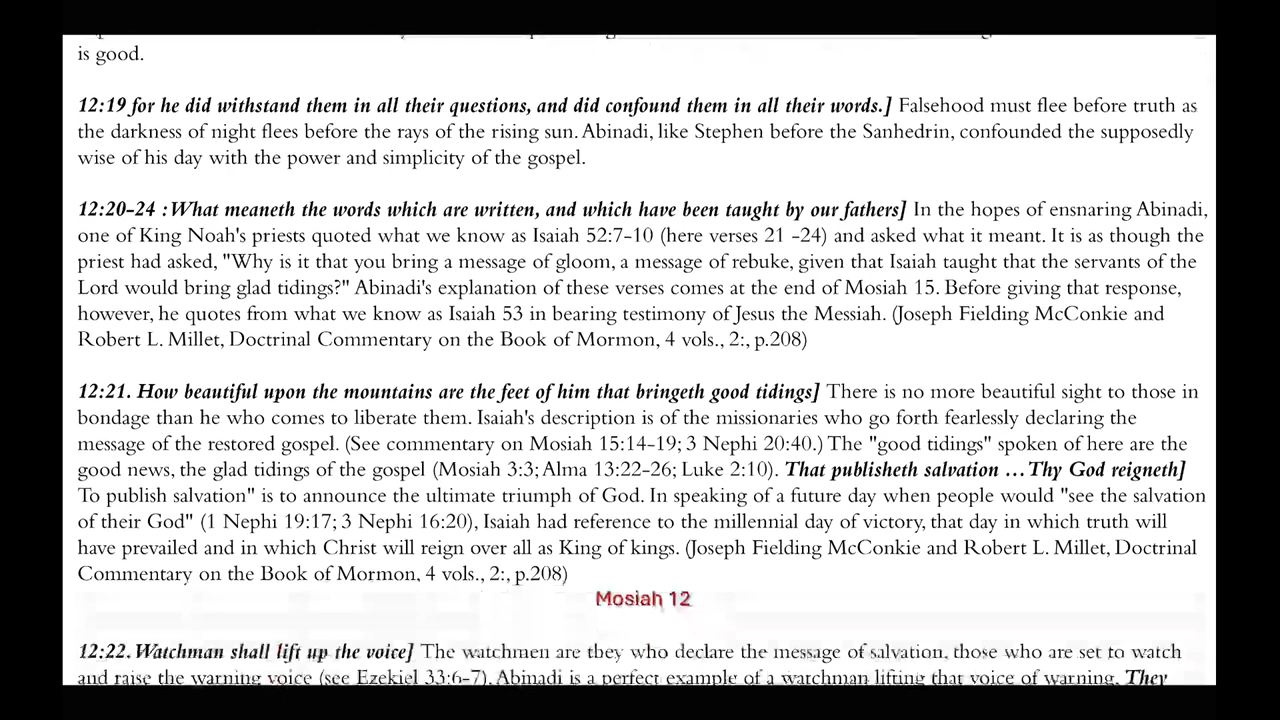 is good.
12:19 for he did withstand them in all their questions, and did confound them in all their words.] Falsehood must flee before truth as
the darkness of night flees before the rays of the rising sun. Abinadi, like Stephen before the Sanhedrin, confounded the supposedly
wise of his day with the power and simplicity of the gospel.
12:20-24 :What meaneth the words which are written, and which have been taught by our fathers] In the hopes of ensnaring Abinadi,
one of King Noah's priests quoted what we know as Isaiah 52:7-10 (here verses 21 -24) and asked what it meant. It is as though the
priest had asked, "Why is it that you bring a message of gloom, a message of rebuke, given that Isaiah taught that the servants of the
Lord would bring glad tidings?" Abinadi's explanation of these verses comes at the end of Mosiah 15. Before giving that response,
however, he quotes from what we know as Isaiah 53 in bearing testimony of Jesus the Messiah. (Joseph Fielding McConkie and
Robert L. Millet, Doctrinal Commentary on the Book of Mormon, 4 vols., 2:, p.208)
12:21. How beautiful upon the mountains are the feet of him that bringeth good tidings] There is no more beautiful sight to those in
bondage than he who comes to liberate them. Isaiah's description is of the missionaries who go forth fearlessly declaring the
message of the restored gospel. (See commentary on Mosiah 15:14-19; 3 Nephi 20:40.) The "good tidings" spoken of here are the
good news, the glad tidings of the gospel (Mosiah 3:3; Alma 13:22-26; Luke 2:10). That publisheth salvation ... Thy God reigneth]
To publish salvation" is to announce the ultimate triumph of God. In speaking of a future day when people would "see the salvation
of their God" (1 Nephi 19:17; 3 Nephi 16:20), Isaiah had reference to the millennial day of victory, that day in which truth will
have prevailed and in which Christ will reign over all as King of kings. (Joseph Fielding McConkie and Robert L. Millet, Doctrinal
Commentary on the Book of Mormon, 4 vols., 2:, p.208)
Mosiah 12
12:22. Watchman shall lift up the voice] The watchmen are they who declare the message of salvation, those who are set to watch
and raise the warning voice (see Ezekiel 33:6-7). Abinadi is a perfect example of a watchman lifting that voice of warning. They